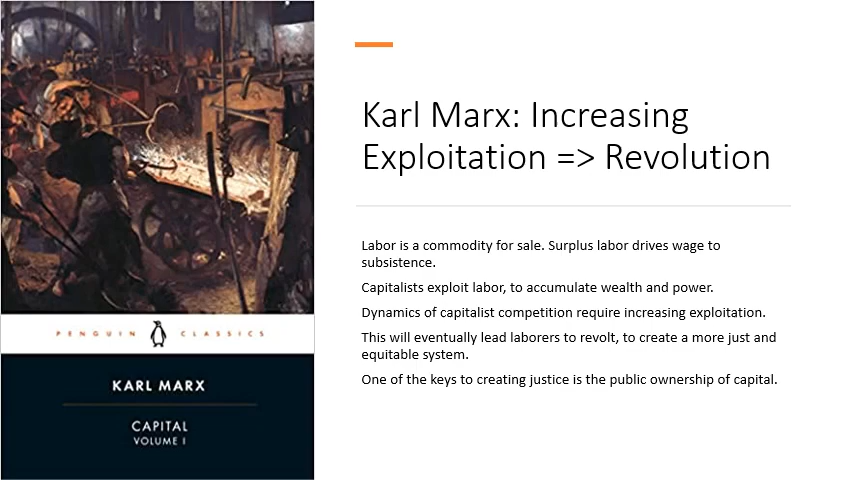 Karl Marx: Increasing
Exploitation => Revolution
Labor is a commodity for sale. Surplus labor drives wage to
subsistence.
Capitalists exploit labor, to accumulate wealth and power.
Dynamics of capitalist competition require increasing exploitation.
This will eventually lead laborers to revolt, to create a more just and
equitable system.
One of the keys to creating justice is the public ownership of capital.
PENGUIN CLASSICS
KARL MARX
CAPITAL
VOLUME I